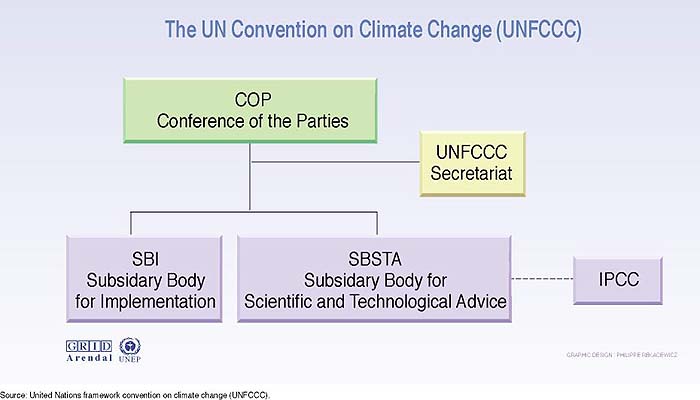 The UN Convention on Climate Change (UNFCCC)
COP
Conference of the Parties
UNFCCC
Secretariat
SBI
Subsidary Body
for Implementation
SBSTA
Subsidary Body for
Scientific and Technological Advice
IPCC
GRID
Arendal
UNEP
GRAPHIC DESIGN : PHILIPPE REKACEWICZ
Source: United Nations framework convention on climate change (UNFCCC).